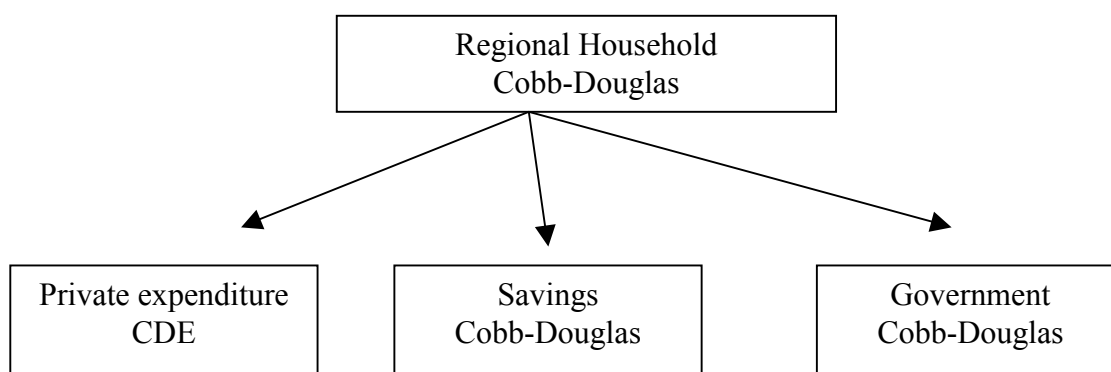 Regional Household
Cobb-Douglas
Private expenditure
CDE
Savings
Cobb-Douglas
Government
Cobb-Douglas